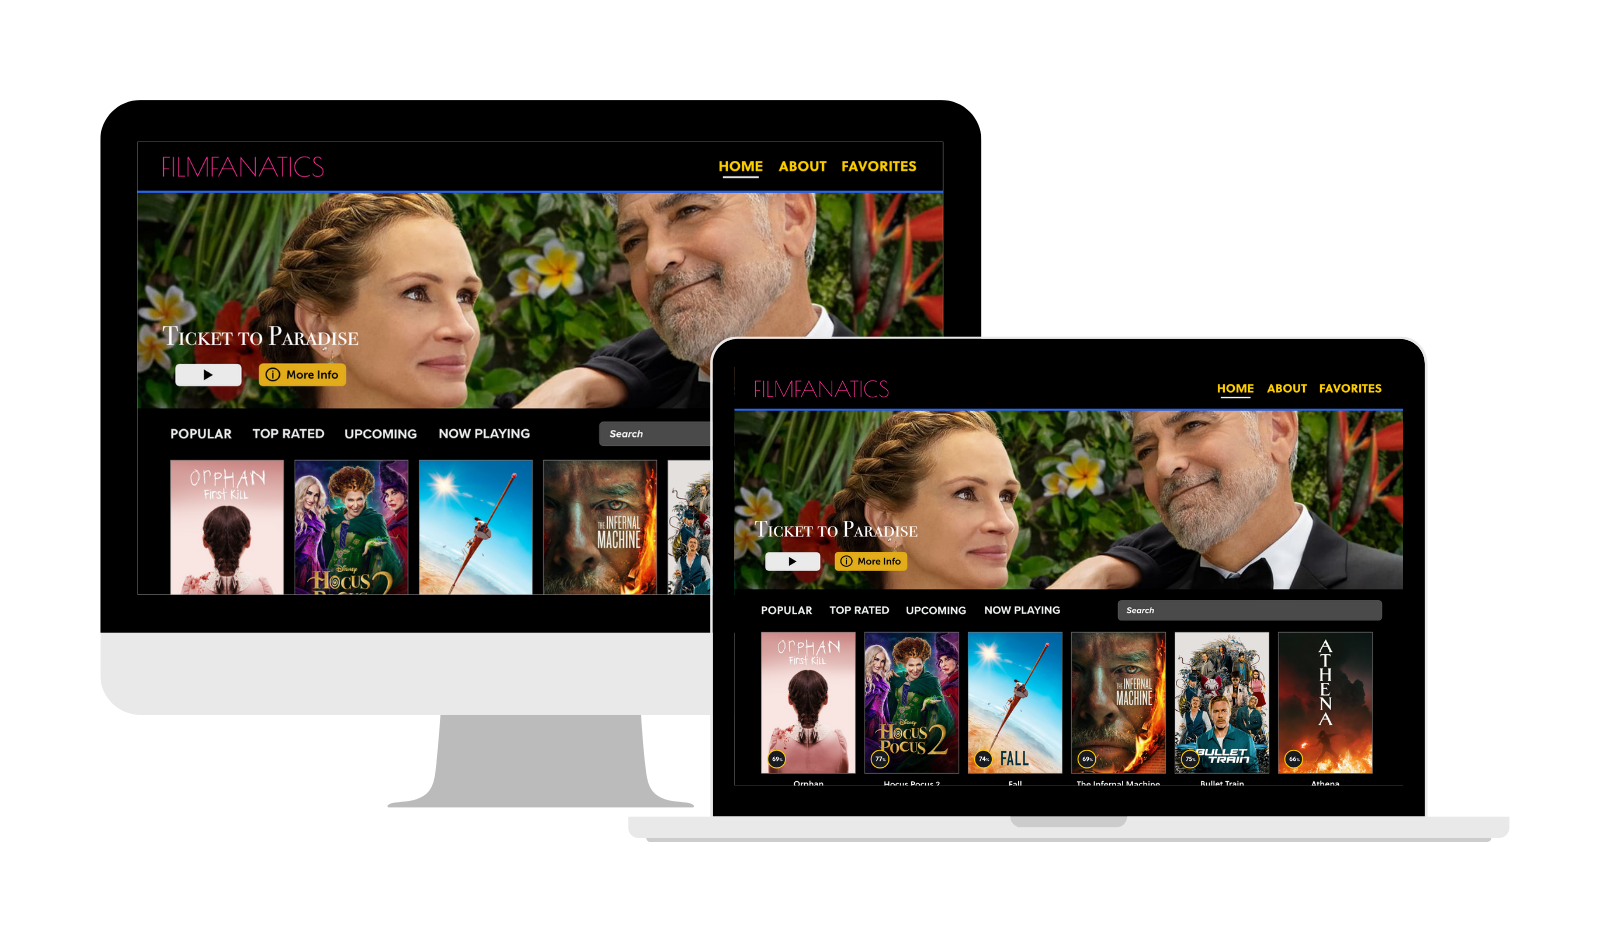 FILMFANATICS
HOME ABOUT FAVORITES
TICKET TO PARADISE
More Info
POPULAR TOP RATED UPCOMING NOW PLAYING Search
ORPHAN
First Kill
THE INFERNAL
MACHINE
Disney
HOCUS 2
FILMFANATICS
HOME ABOUT FAVORITES
TICKET TO PARADISE
More Info
POPULAR TOP RATED UPCOMING NOW PLAYING Search
ORPHAN
First Kill
THE INFERNAL
MACHINE
ATHENA
Disney
HOCUS
POCUS 2
FALL
BULLET
TRAIN
69% 77% 74% 69% 75% 66%
Orphan Hocus Pocus 2 Fall The Infernal Machine Bullet Train Athena